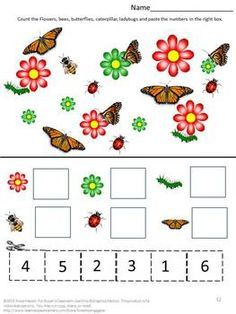 Name
Count the Flowers, bees, butterflies, caterpillar, ladybugs and paste the numbers in the right box.
4 5 2 3 1 6
12